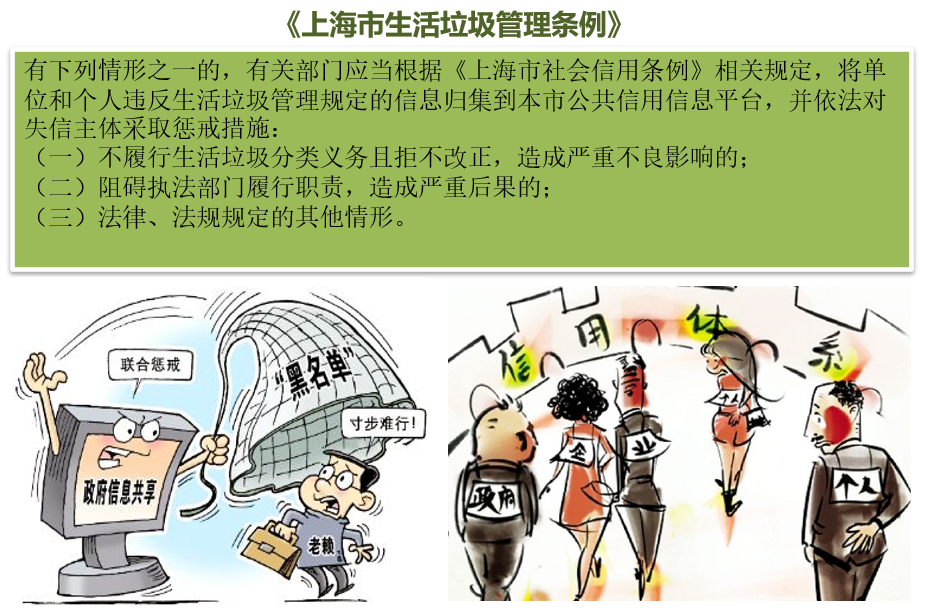 《上海市生活垃圾管理条例》
有下列情形之一的，有关部门应当根据《上海市社会信用条例》相关规定，将单
位和个人违反生活垃圾管理规定的信息归集到本市公共信用信息平台，并依法对
失信主体采取惩戒措施：
（一）不履行生活垃圾分类义务且拒不改正，造成严重不良影响的；
（二）阻碍执法部门履行职责，造成严重后果的；
（三）法律、法规规定的其他情形。
联合惩戒
“黑名单”
寸步难行！
政府信息共享
老赖
信用体系
政府
企
业
个人
个人